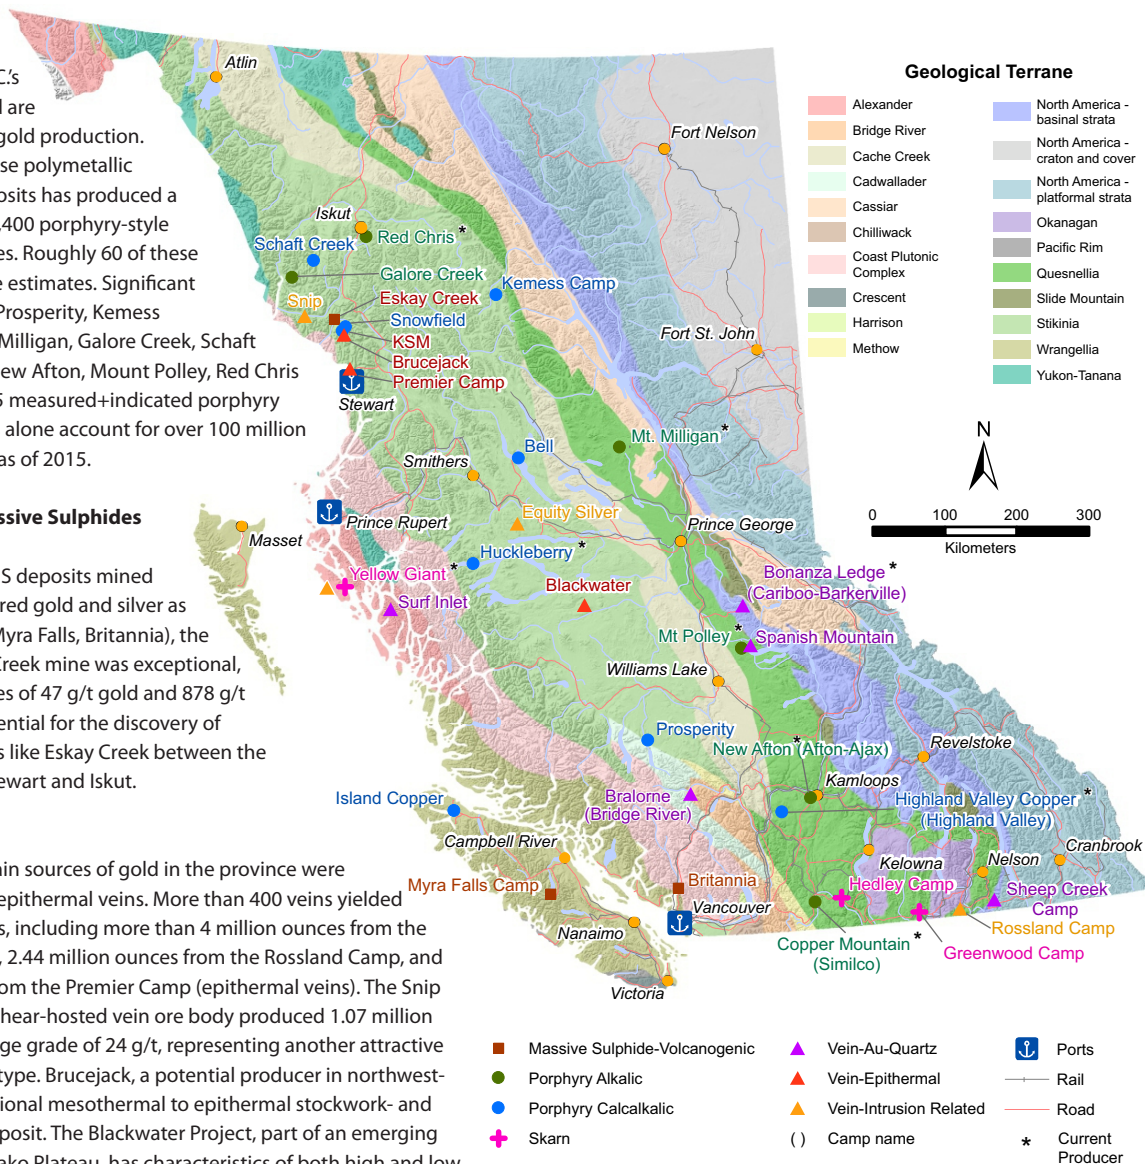 C.'s
d are
gold production.
se polymetallic
posits has produced a
,400 porphyry-style
es. Roughly 60 of these
e estimates. Significant
Prosperity, Kemess
Milligan, Galore Creek, Schaft
ew Afton, Mount Polley, Red Chris
5 measured+indicated porphyry
alone account for over 100 million
as of 2015.
ssive Sulphides
S deposits mined
red gold and silver as
Myra Falls, Britannia), the
Creek mine was exceptional,
es of 47 g/t gold and 878 g/t
ential for the discovery of
s like Eskay Creek between the
tewart and Iskut.
ain sources of gold in the province were
epithermal veins. More than 400 veins yielded
s, including more than 4 million ounces from the
, 2.44 million ounces from the Rossland Camp, and
om the Premier Camp (epithermal veins). The Snip
hear-hosted vein ore body produced 1.07 million
ge grade of 24 g/t, representing another attractive
type. Brucejack, a potential producer in northwest-
ional mesothermal to epithermal stockwork- and
posit. The Blackwater Project, part of an emerging
ako Plateau, has characteristics of both high and low
Atlin
Fort Nelson
Iskut
Red Chris *
Schaft Creek
Galore Creek
Kemess Camp
Snip
Eskay Creek
Snowfield
KSM
Brucejack
Premier Camp
Stewart
Fort St. John
Mt. Milligan *
Bell
Smithers
Equity Silver
Prince George
Masset
Prince Rupert
Huckleberry *
Yellow Giant *
Surf Inlet
Blackwater
Bonanza Ledge *
(Cariboo-Barkerville)
Mt Polley *
Spanish Mountain
Williams Lake
Prosperity
New Afton (Afton-Ajax) *
Revelstoke
Kamloops
Island Copper
Bralorne
(Bridge River)
Highland Valley Copper *
(Highland Valley)
Campbell River
Kelowna
Nelson
Cranbrook
Myra Falls Camp
Britannia
Hedley Camp
Sheep Creek
Camp
Vancouver
Rossland Camp
Nanaimo
Copper Mountain *
(Similco)
Greenwood Camp
Victoria
Geological Terrane
Alexander
Bridge River
Cache Creek
Cadwallader
Cassiar
Chilliwack
Coast Plutonic
Complex
Crescent
Harrison
Methow
North America -
basinal strata
North America -
craton and cover
North America -
platformal strata
Okanagan
Pacific Rim
Quesnellia
Slide Mountain
Stikinia
Wrangellia
Yukon-Tanana
N
0 100 200 300
Kilometers
Massive Sulphide-Volcanogenic
Porphyry Alkalic
Porphyry Calcalkalic
Skarn
Vein-Au-Quartz
Vein-Epithermal
Vein-Intrusion Related
( ) Camp name
Ports
Rail
Road
* Current
Producer